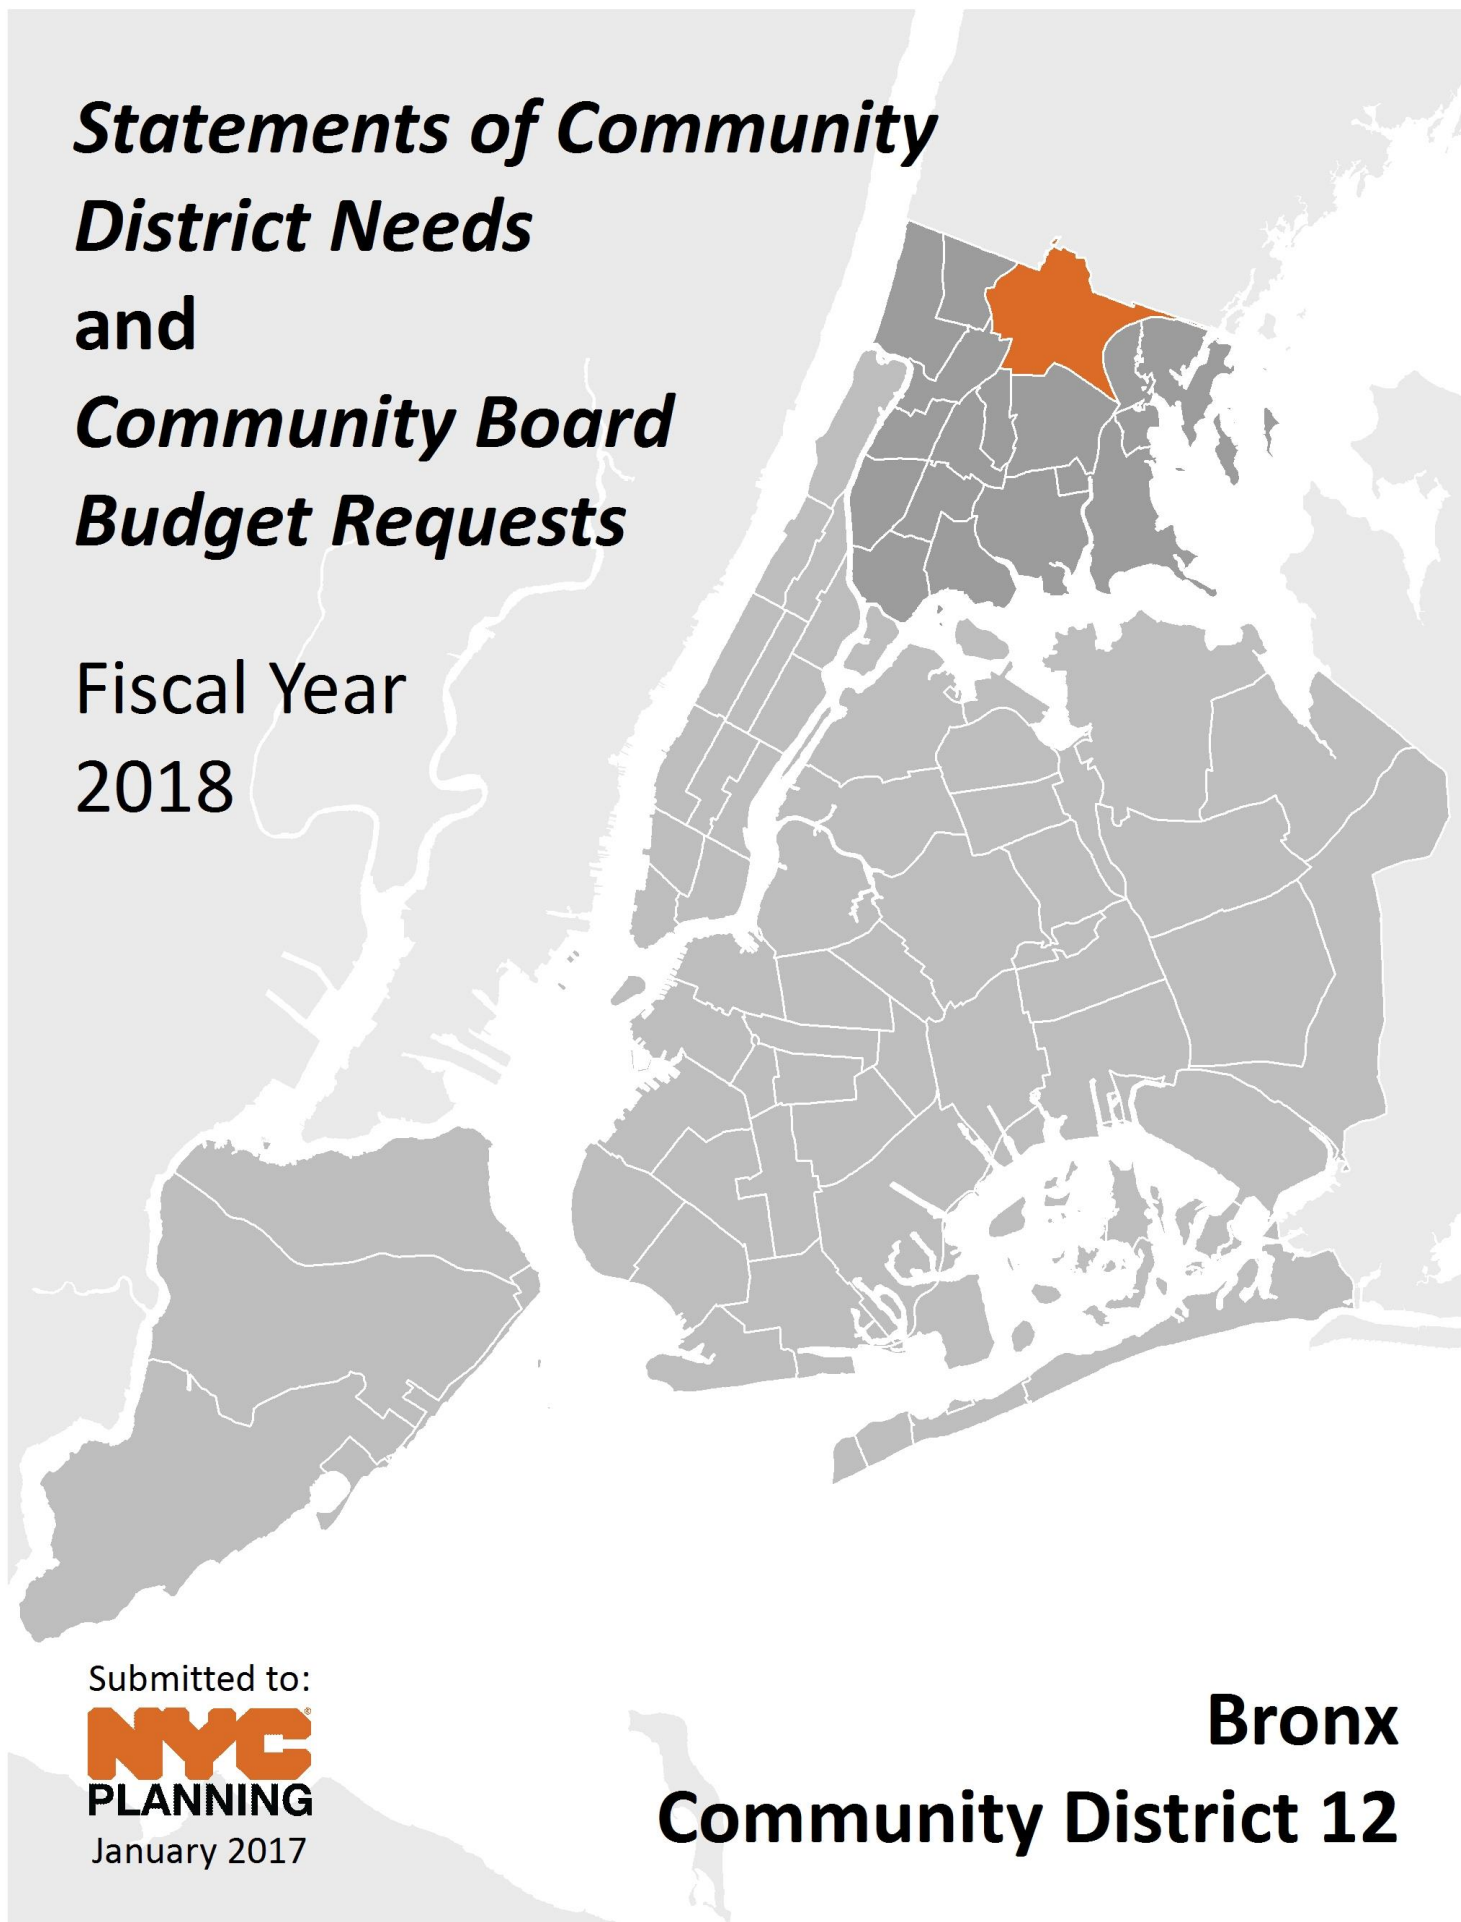 Statements of Community
District Needs
and
Community Board
Budget Requests
Fiscal Year
2018
Submitted to:
NYC®
PLANNING
January 2017
Bronx
Community District 12